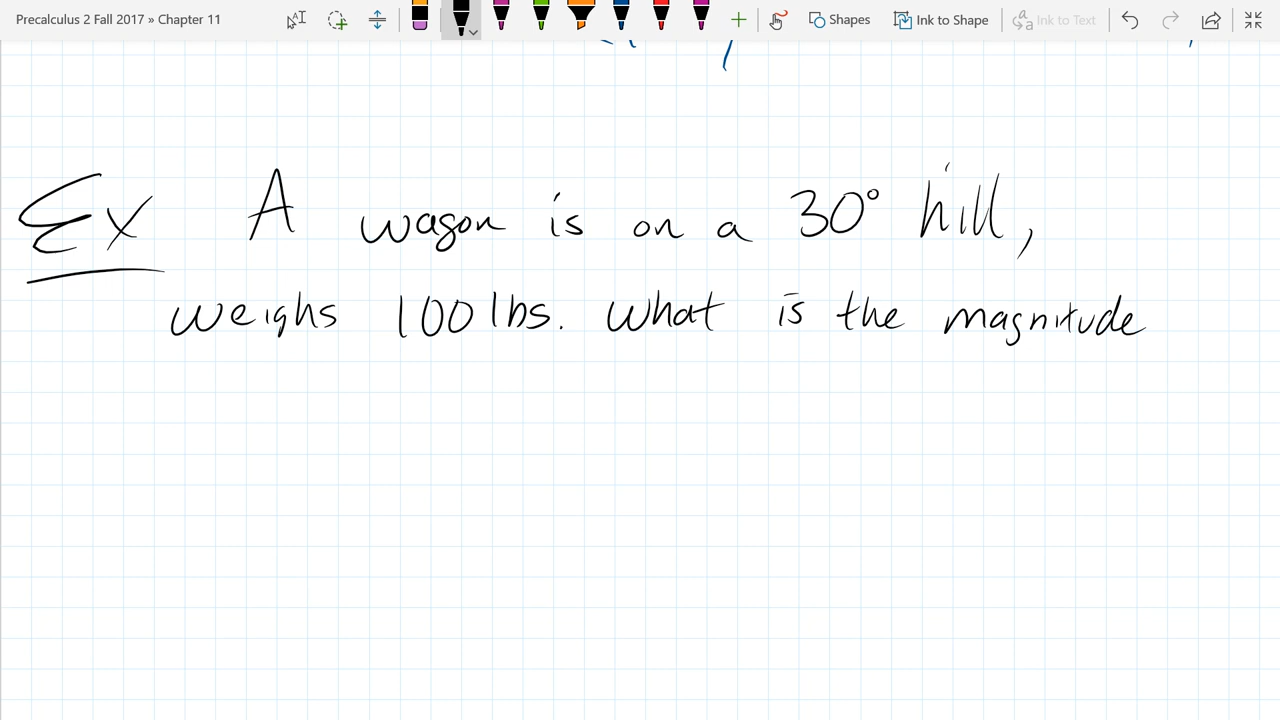 Precalculus 2 Fall 2017 » Chapter 11
Shapes
Ink to Shape
Ink to Text
Ex A wagon is on a 30° hill,
weighs 100 lbs. What is the magnitude